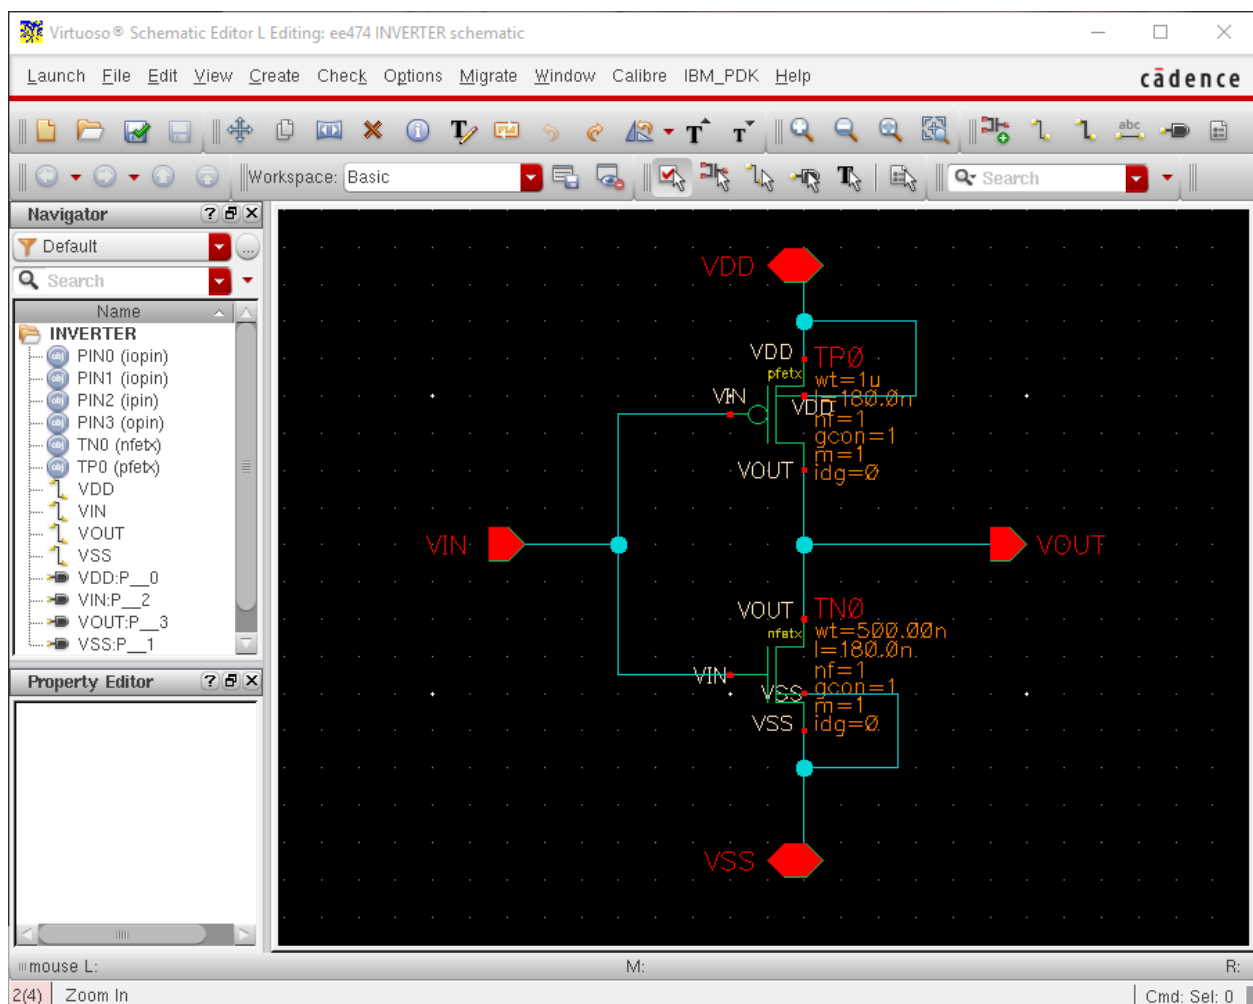 Virtuoso® Schematic Editor L Editing: ee474 INVERTER schematic
Launch File Edit View Create Check Options Migrate Window Calibre IBM_PDK Help cādence
abc
Workspace: Basic Search
Navigator
Default
Search
Name
INVERTER
PIN0 (iopin)
PIN1 (iopin)
PIN2 (ipin)
PIN3 (opin)
TN0 (nfetx)
TP0 (pfetx)
VDD
VIN
VOUT
VSS
VDD:P__0
VIN:P__2
VOUT:P__3
VSS:P__1
Property Editor
VDD
VDD TP0
pfetx
wt=1u
VIN
l=180.0n
VDD
nf=1
gcon=1
m=1
VOUT
idg=0
VIN
VOUT
VOUT TN0
nfetx
wt=500.00n
l=180.0n
VIN
nf=1
VSS
gcon=1
m=1
VSS
idg=0
VSS
mouse L: M: R:
2(4) Zoom In Cmd: Sel: 0